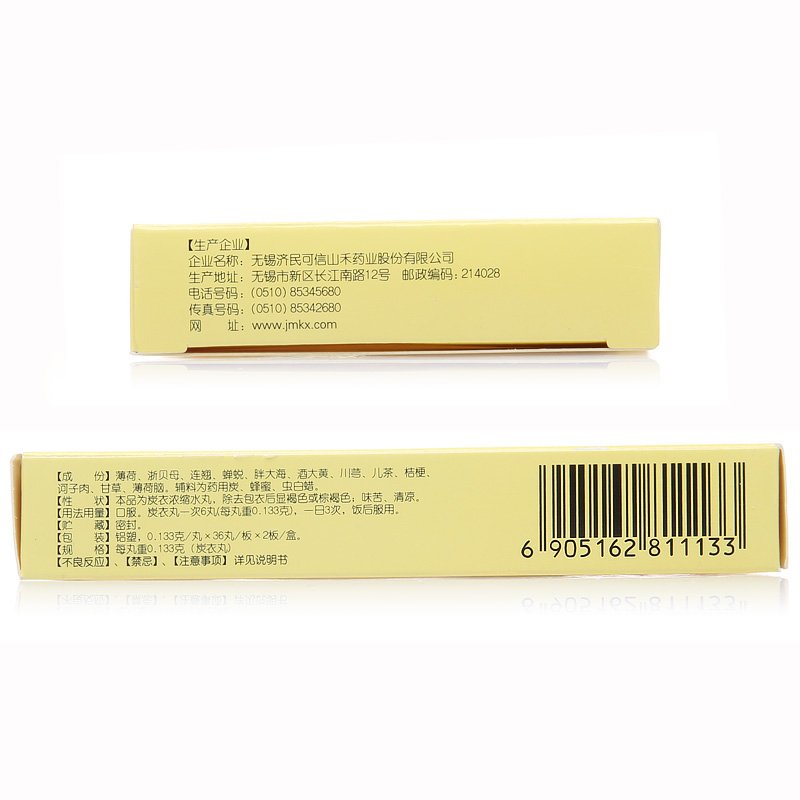 【生产企业】
企业名称：无锡济民可信山禾药业股份有限公司
生产地址：无锡市新区长江南路12号 邮政编码：214028
电话号码：(0510) 85345680
传真号码：(0510) 85342680
网 址：www.jmkx.com
【成 份】薄荷、浙贝母、连翘、蝉蜕、胖大海、酒大黄、川芎、儿茶、桔梗、
诃子肉、甘草、薄荷脑。辅料为药用炭、蜂蜜、虫白蜡。
【性 状】本品为炭衣浓缩水丸，除去包衣后显褐色或棕褐色；味苦、清凉。
【用法用量】口服。炭衣丸一次6丸(每丸重0.133克)，一日3次，饭后服用。
【贮 藏】密封。
【包 装】铝塑，0.133克/丸×36丸/板×2板/盒。
【规 格】每丸重0.133克（炭衣丸）
【不良反应】、【禁忌】、【注意事项】详见说明书
6 905162 811133